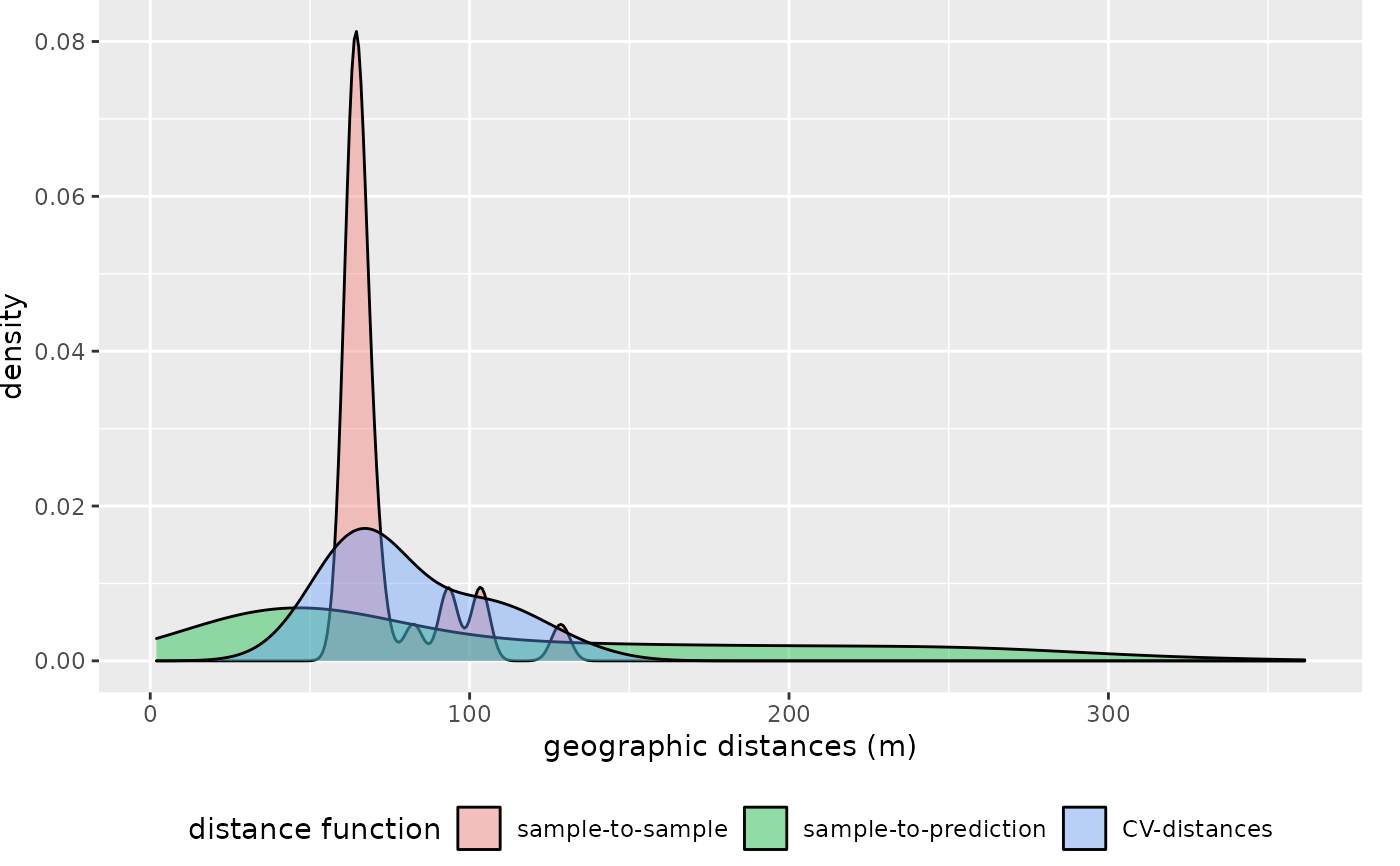 0.08
0.06
0.04
0.02
0.00
density
0 100 200 300
geographic distances (m)
distance function sample-to-sample sample-to-prediction CV-distances